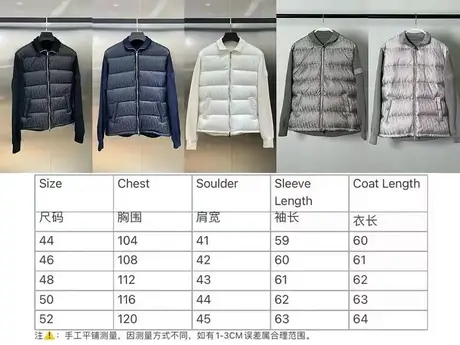 Size Chest Soulder Sleeve Length Coat Length
尺码 胸围 肩宽 袖长 衣长
44 104 41 59 60
46 108 42 60 61
48 112 43 61 62
50 116 44 62 63
52 120 45 63 64
注⚠️：手工平铺测量，因测量方式不同，如有1-3CM误差属合理范围。